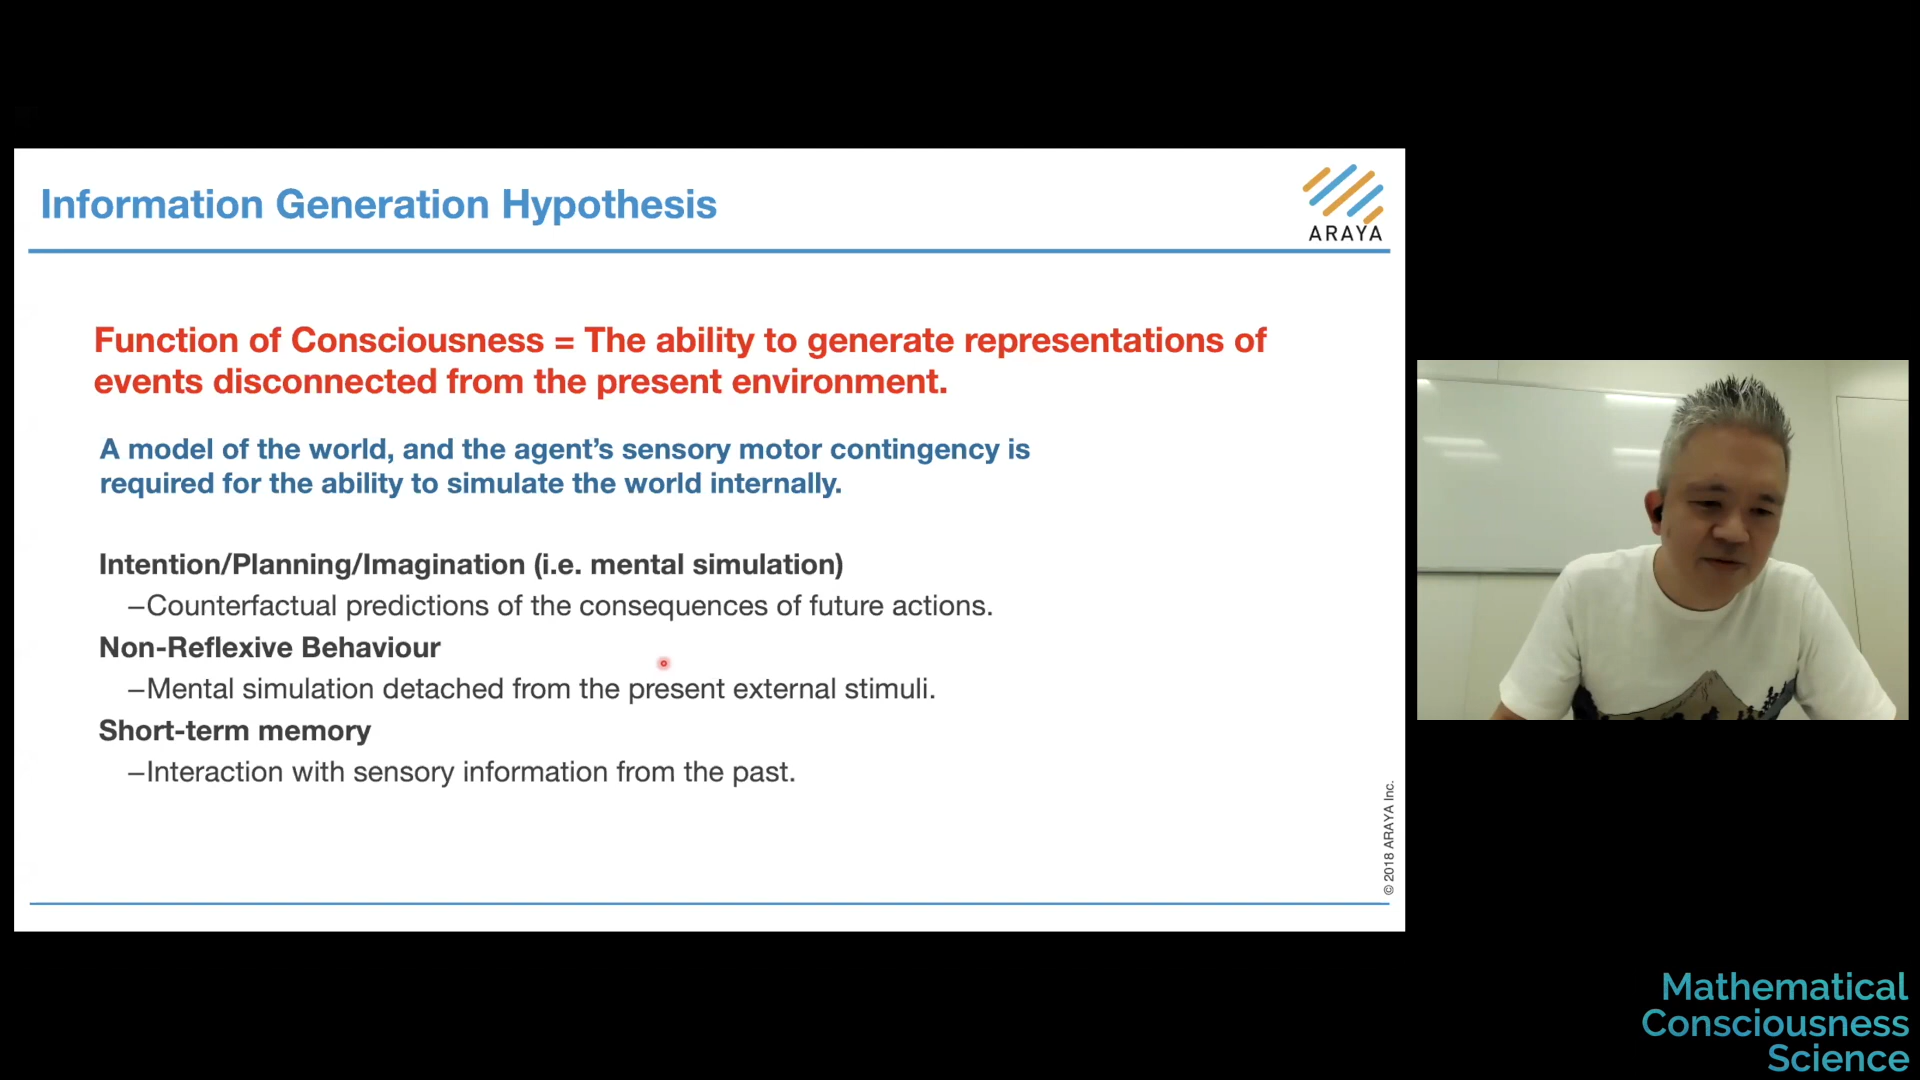 Information Generation Hypothesis
ARAYA
Function of Consciousness = The ability to generate representations of
events disconnected from the present environment.
A model of the world, and the agent’s sensory motor contingency is
required for the ability to simulate the world internally.
Intention/Planning/Imagination (i.e. mental simulation)
–Counterfactual predictions of the consequences of future actions.
Non-Reflexive Behaviour
–Mental simulation detached from the present external stimuli.
Short-term memory
–Interaction with sensory information from the past.
© 2018 ARAYA Inc.
Mathematical
Consciousness
Science